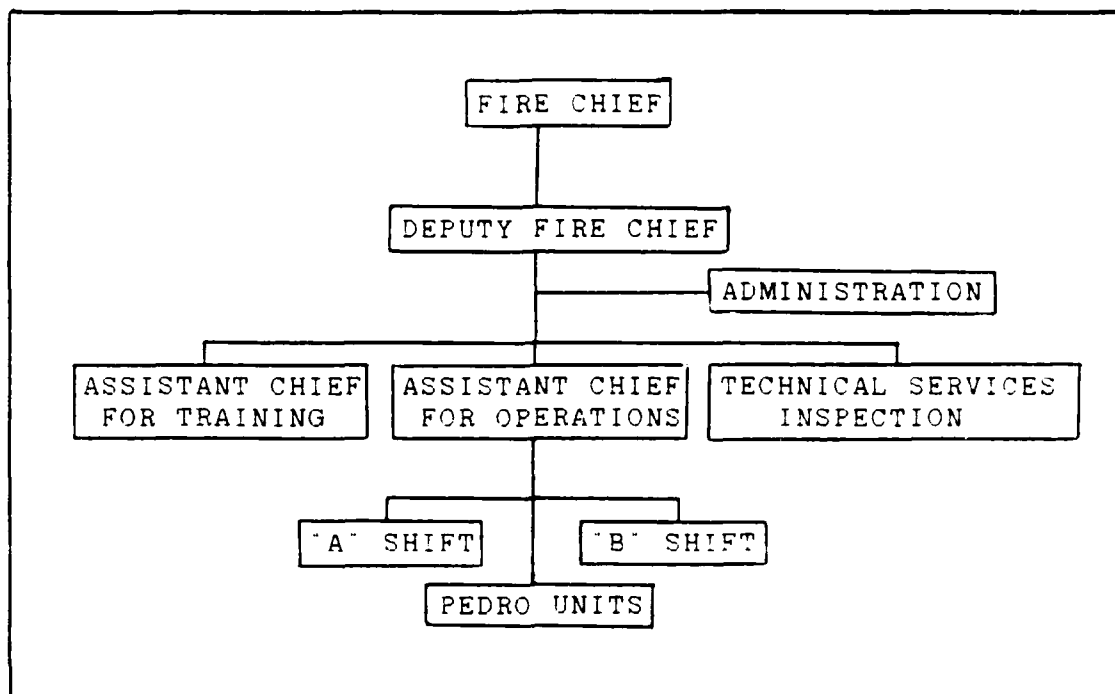 FIRE CHIEF
DEPUTY FIRE CHIEF
ADMINISTRATION
ASSISTANT CHIEF
FOR TRAINING
ASSISTANT CHIEF
FOR OPERATIONS
TECHNICAL SERVICES
INSPECTION
"A" SHIFT
"B" SHIFT
PEDRO UNITS